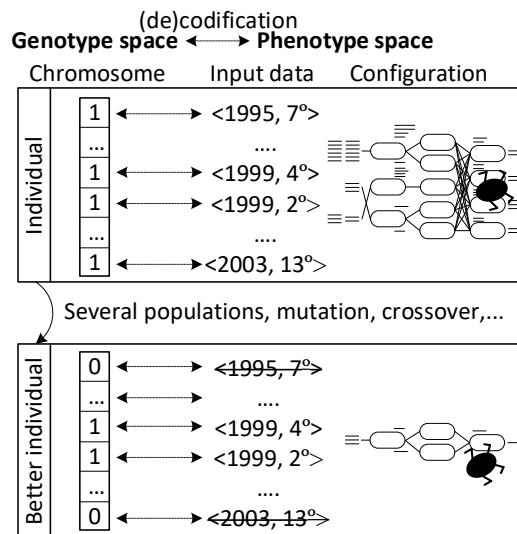 (de)codification
Genotype space Phenotype space
Chromosome Input data Configuration
Individual
1 <1995, 7º>
... ....
1 <1999, 4º>
1 <1999, 2º>
... ....
1 <2003, 13º>
Several populations, mutation, crossover,...
Better individual
0 <1995, 7º>
... ....
1 <1999, 4º>
1 <1999, 2º>
... ....
0 <2003, 13º>